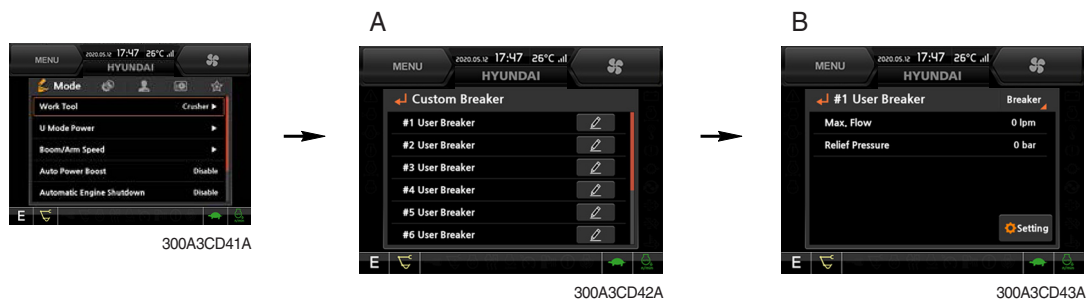 A
B
MENU
2020.05.12 17:47 26°C
HYUNDAI
Mode
Work Tool Crusher ▶
U Mode Power ▶
Boom/Arm Speed ▶
Auto Power Boost Disable
Automatic Engine Shutdown Disable
E
300A3CD41A
MENU
2020.05.12 17:47 26°C
HYUNDAI
Custom Breaker
#1 User Breaker
#2 User Breaker
#3 User Breaker
#4 User Breaker
#5 User Breaker
#6 User Breaker
E
300A3CD42A
MENU
2020.05.12 17:47 26°C
HYUNDAI
#1 User Breaker Breaker
Max, Flow 0 lpm
Relief Pressure 0 bar
Setting
E
300A3CD43A